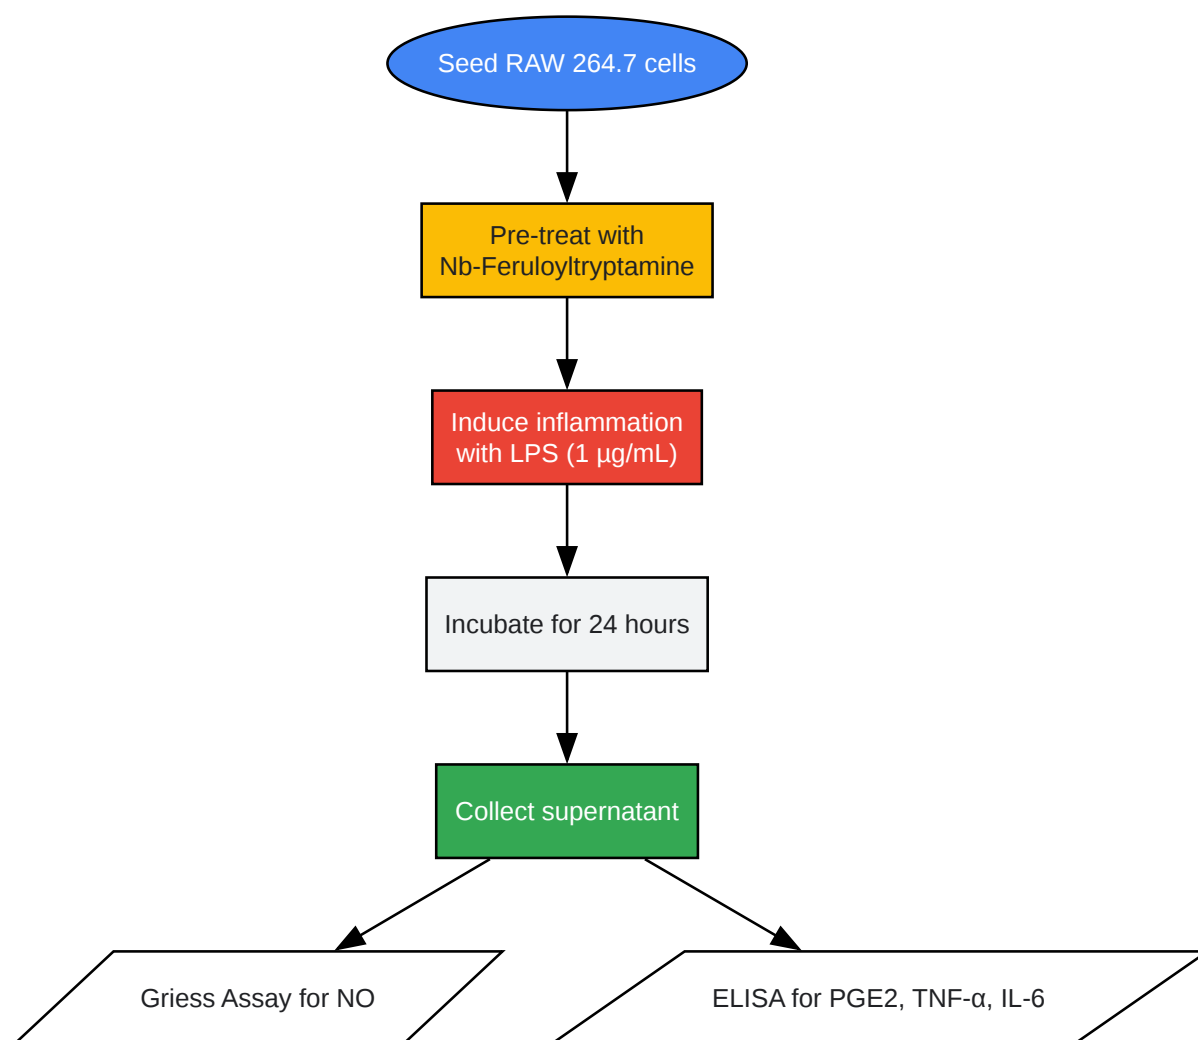 Seed RAW 264.7 cells
Pre-treat with
Nb-Feruloyltryptamine
Induce inflammation
with LPS (1 µg/mL)
Incubate for 24 hours
Collect supernatant
Griess Assay for NO
ELISA for PGE2, TNF-α, IL-6